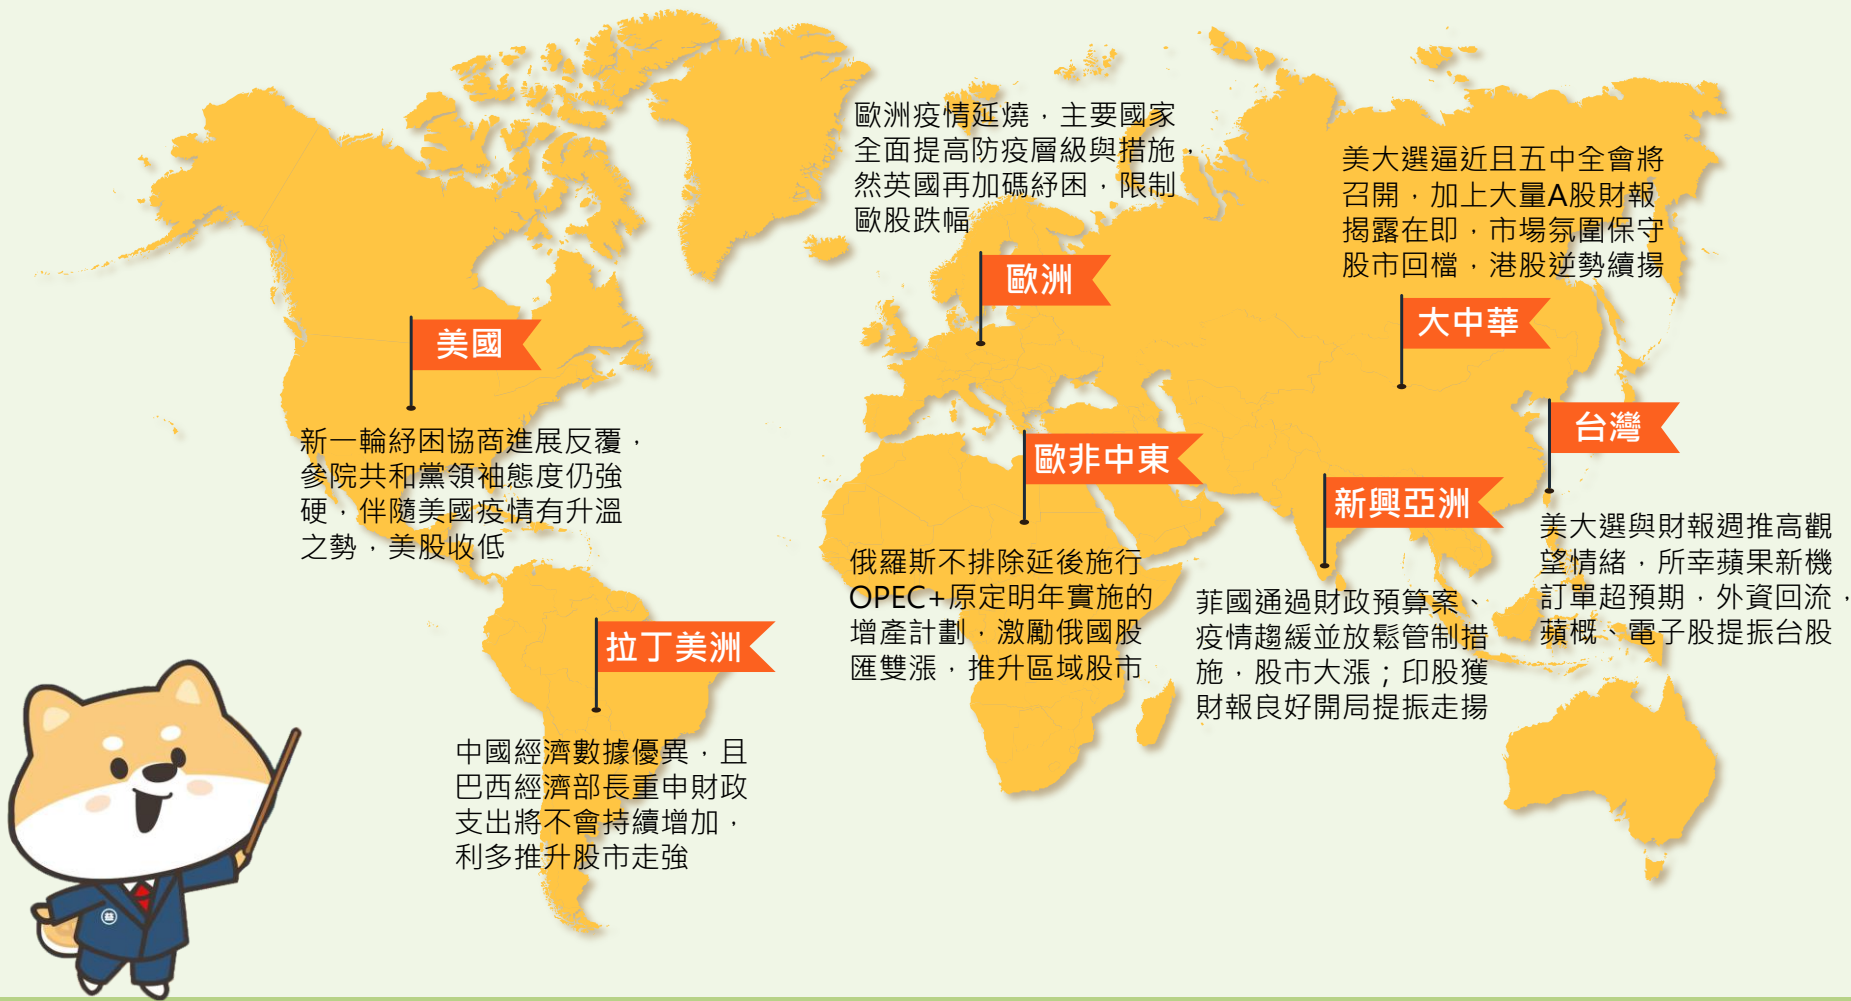 歐洲疫情延燒，主要國家
全面提高防疫層級與措施，
然英國再加碼紓困，限制
歐股跌幅
歐洲
美大選逼近且五中全會將
召開，加上大量A股財報
揭露在即，市場氛圍保守
股市回檔，港股逆勢續揚
大中華
美國
新一輪紓困協商進展反覆，
參院共和黨領袖態度仍強
硬，伴隨美國疫情有升溫
之勢，美股收低
台灣
美大選與財報週推高觀
望情緒，所幸蘋果新機
訂單超預期，外資回流，
蘋概、電子股提振台股
歐非中東
俄羅斯不排除延後施行
OPEC+原定明年實施的
增產計劃，激勵俄國股
匯雙漲，推升區域股市
新興亞洲
菲國通過財政預算案、
疫情趨緩並放鬆管制措
施，股市大漲；印股獲
財報良好開局提振走揚
拉丁美洲
中國經濟數據優異，且
巴西經濟部長重申財政
支出將不會持續增加，
利多推升股市走強